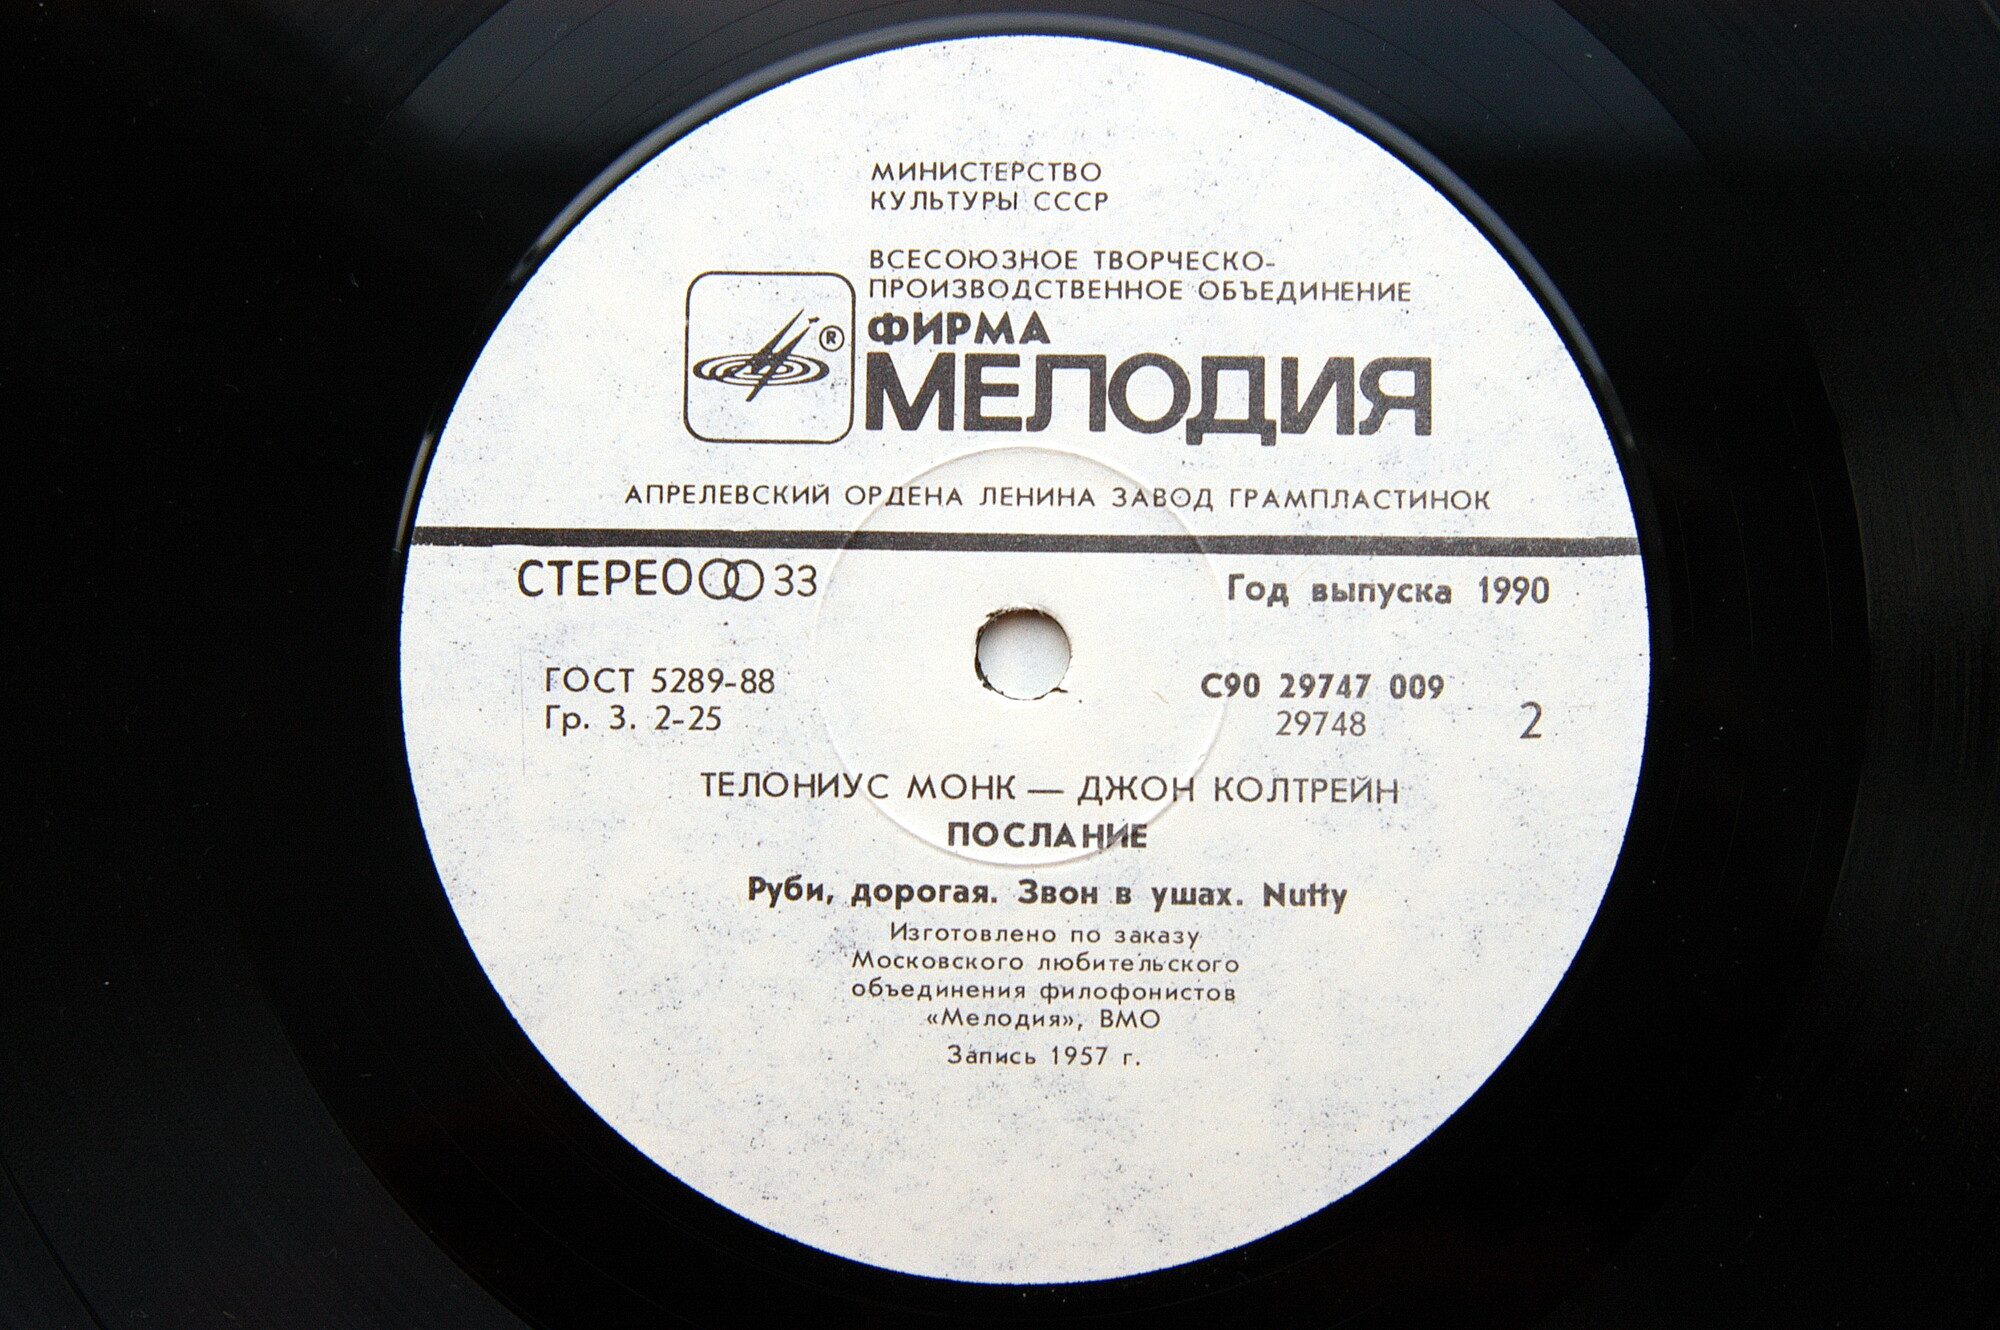 МИНИСТЕРСТВО
КУЛЬТУРЫ СССР
ВСЕСОЮЗНОЕ ТВОРЧЕСКО-
ПРОИЗВОДСТВЕННОЕ ОБЪЕДИНЕНИЕ
ФИРМА
®
МЕЛОДИЯ
АПРЕЛЕВСКИЙ ОРДЕНА ЛЕНИНА ЗАВОД ГРАМПЛАСТИНОК
СТЕРЕО 33
Год выпуска 1990
ГОСТ 5289-88
Гр. 3. 2-25
С90 29747 009
29748
2
ТЕЛОНИУС МОНК — ДЖОН КОЛТРЕЙН
ПОСЛАНИЕ
Руби, дорогая. Звон в ушах. Nutty
Изготовлено по заказу
Московского любительского
объединения филофонистов
«Мелодия», ВМО
Запись 1957 г.